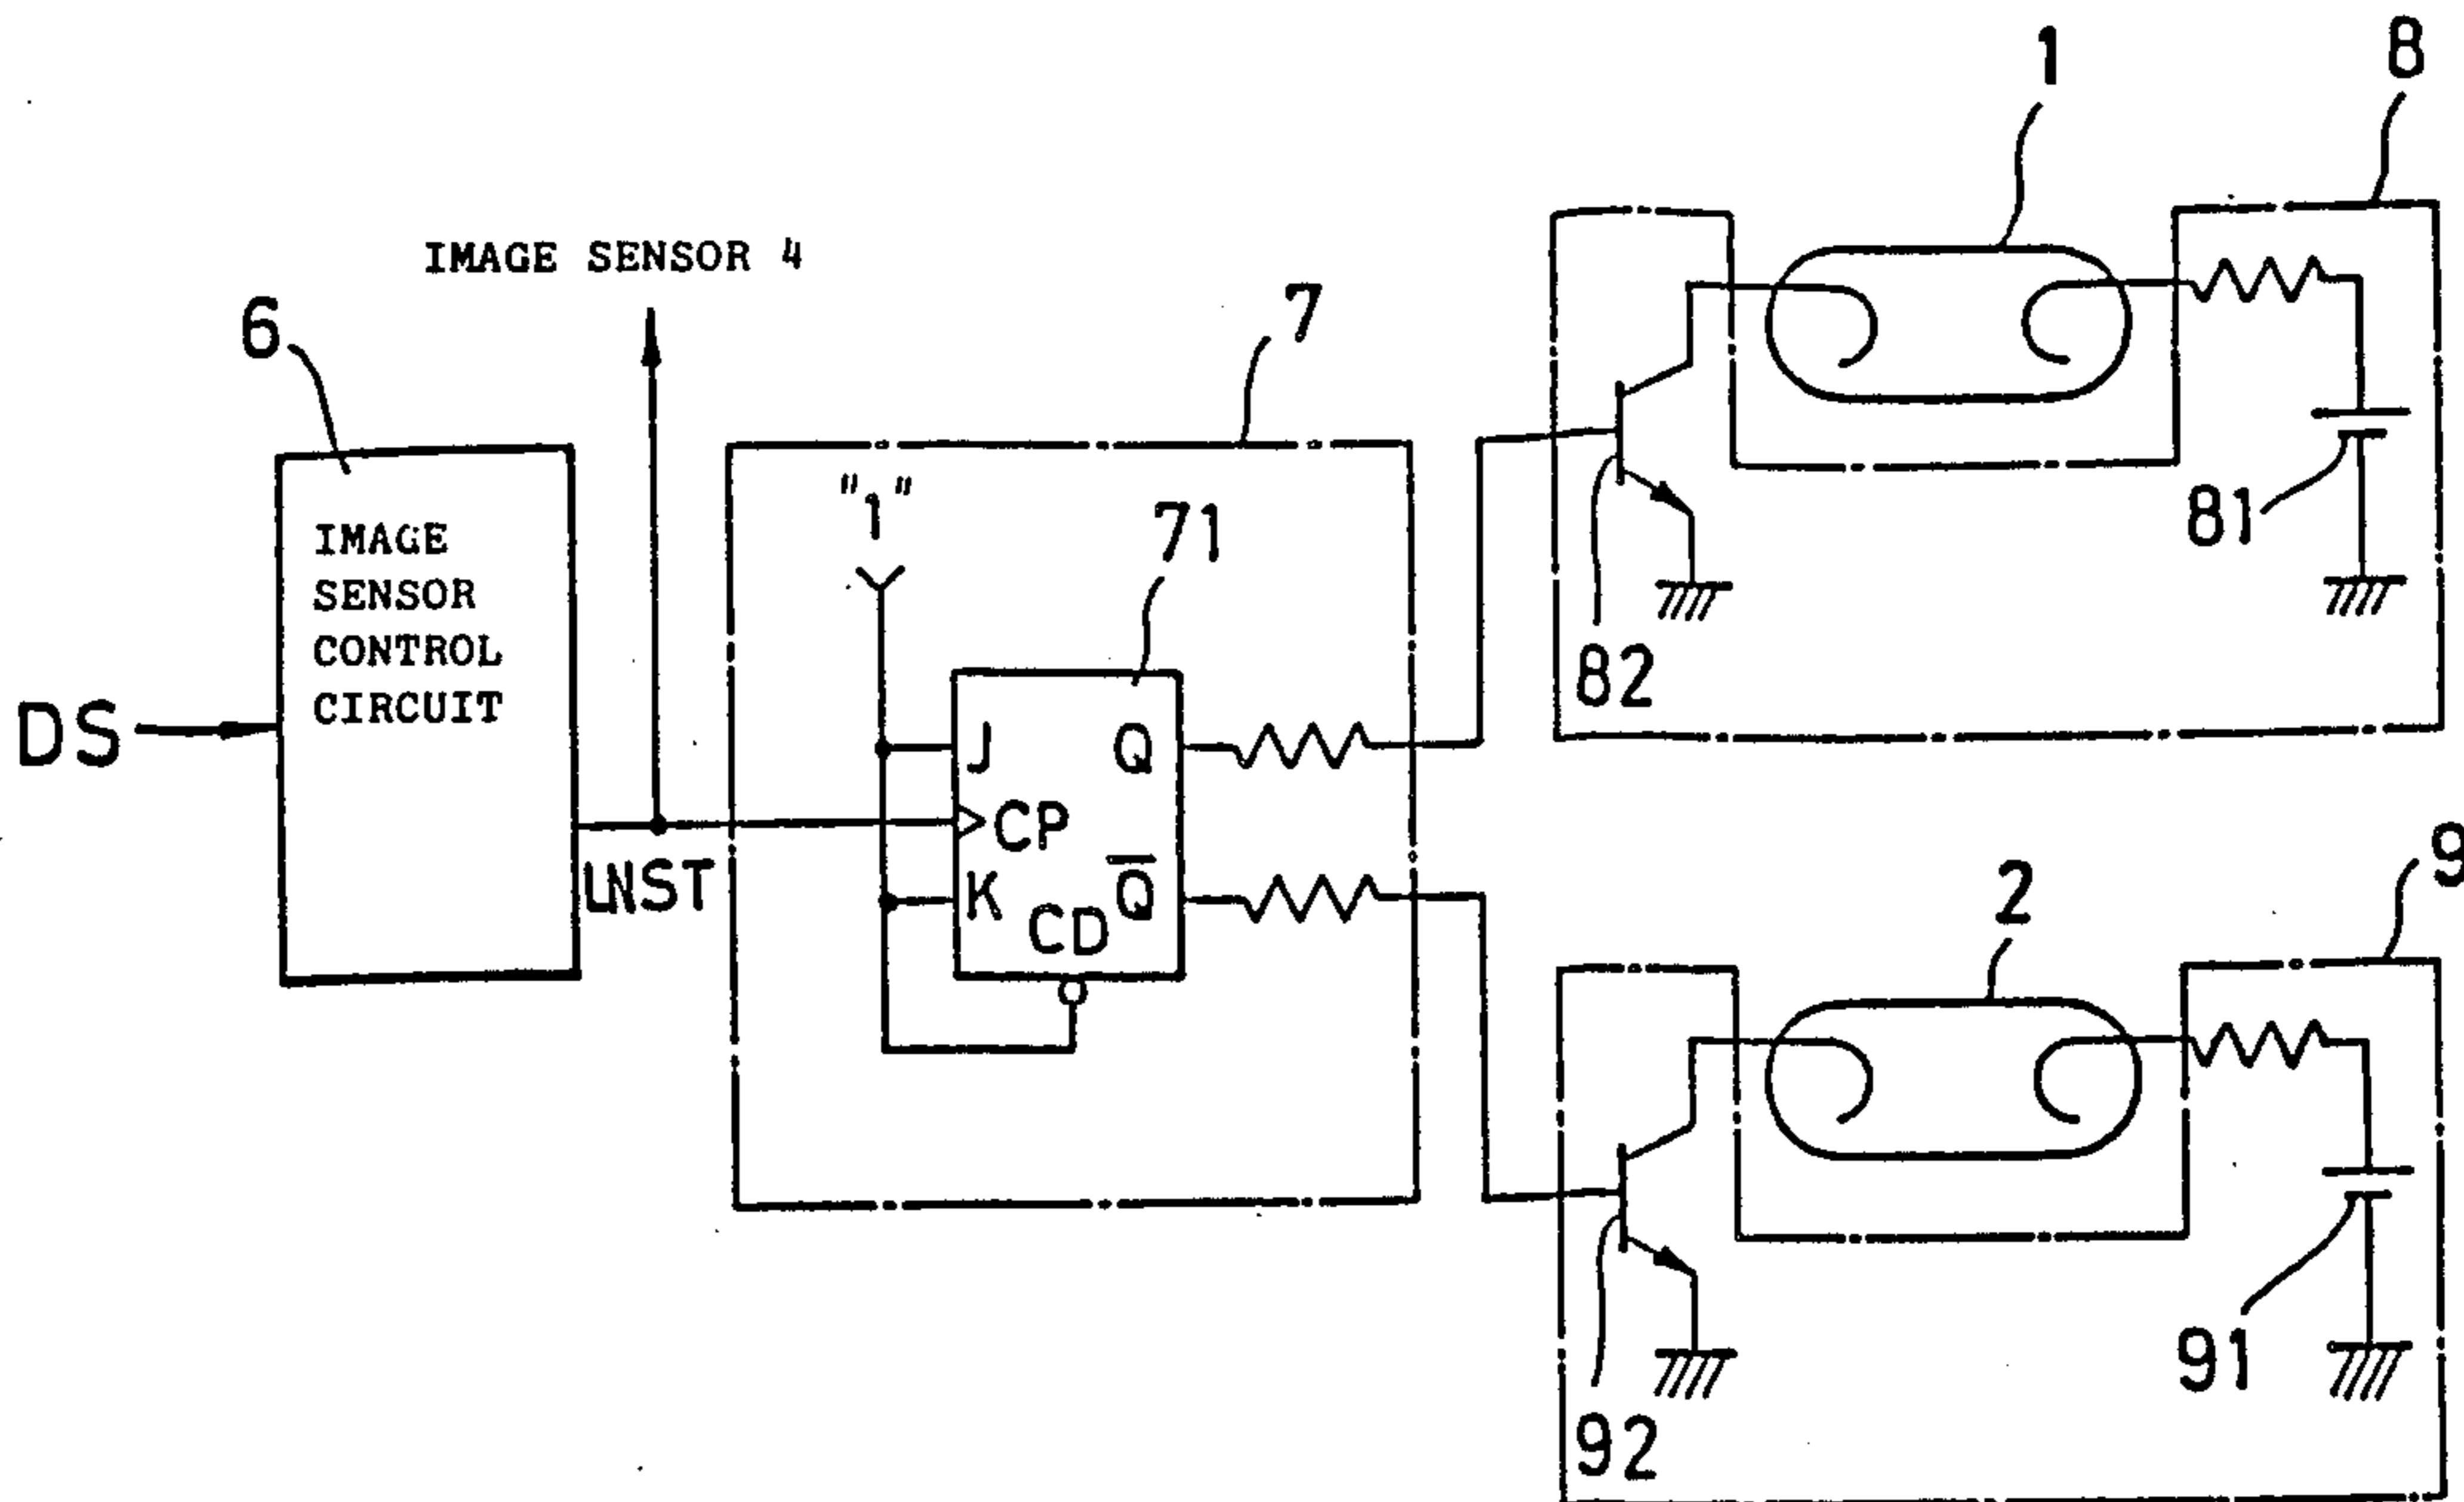 1
8
IMAGE SENSOR 4
6
7
"1"
71
IMAGE
SENSOR
CONTROL
CIRCUIT
81
82
DS
J
Q
CP
LNST
K
Q̅
CD
2
9
91
92